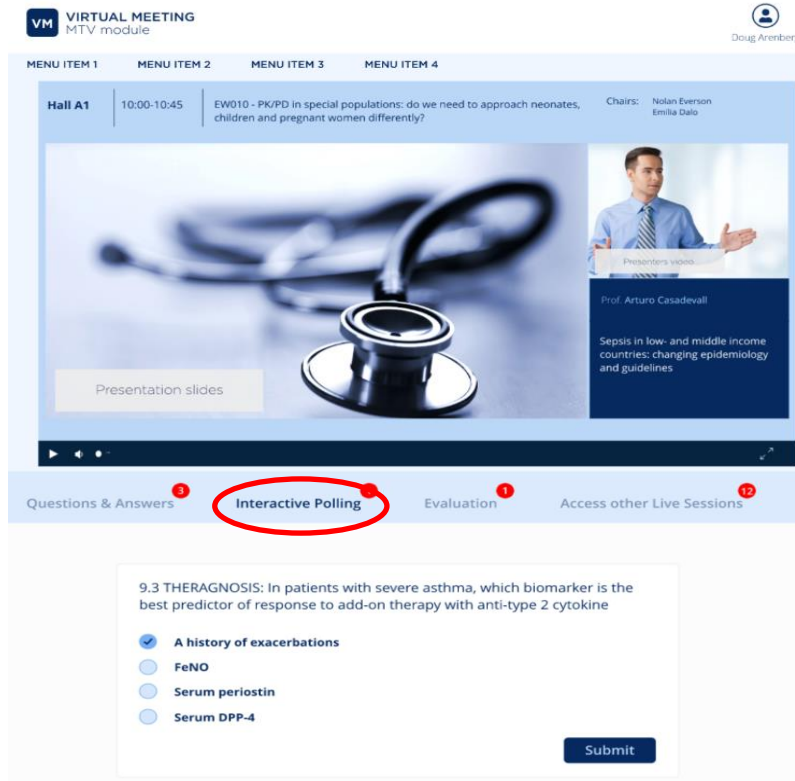 VM VIRTUAL MEETING
MTV module
Doug Arenber
MENU ITEM 1 MENU ITEM 2 MENU ITEM 3 MENU ITEM 4
Hall A1 10:00-10:45 EW010 - PK/PD in special populations: do we need to approach neonates, Chairs: Nolan Everson
children and pregnant women differently? Emilia Dalo
Presenters video
Prof. Arturo Casadevall
Sepsis in low- and middle income
countries: changing epidemiology
and guidelines
Presentation slides
Questions & Answers 3 Interactive Polling Evaluation 1 Access other Live Sessions 12
9.3 THERAGNOSIS: In patients with severe asthma, which biomarker is the
best predictor of response to add-on therapy with anti-type 2 cytokine
A history of exacerbations
FeNO
Serum periostin
Serum DPP-4
Submit